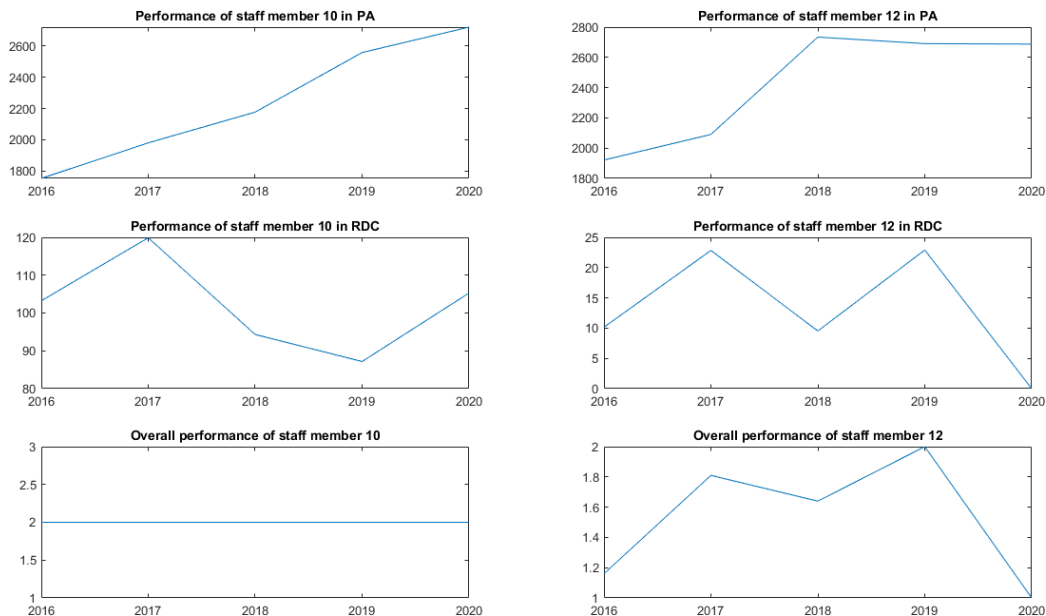 Performance of staff member 10 in PA
2600
2400
2200
2000
1800
2016 2017 2018 2019 2020
Performance of staff member 12 in PA
2800
2600
2400
2200
2000
1800
2016 2017 2018 2019 2020
Performance of staff member 10 in RDC
120
110
100
90
80
2016 2017 2018 2019 2020
Performance of staff member 12 in RDC
25
20
15
10
5
0
2016 2017 2018 2019 2020
Overall performance of staff member 10
3
2.5
2
1.5
1
2016 2017 2018 2019 2020
Overall performance of staff member 12
2
1.8
1.6
1.4
1.2
1
2016 2017 2018 2019 2020